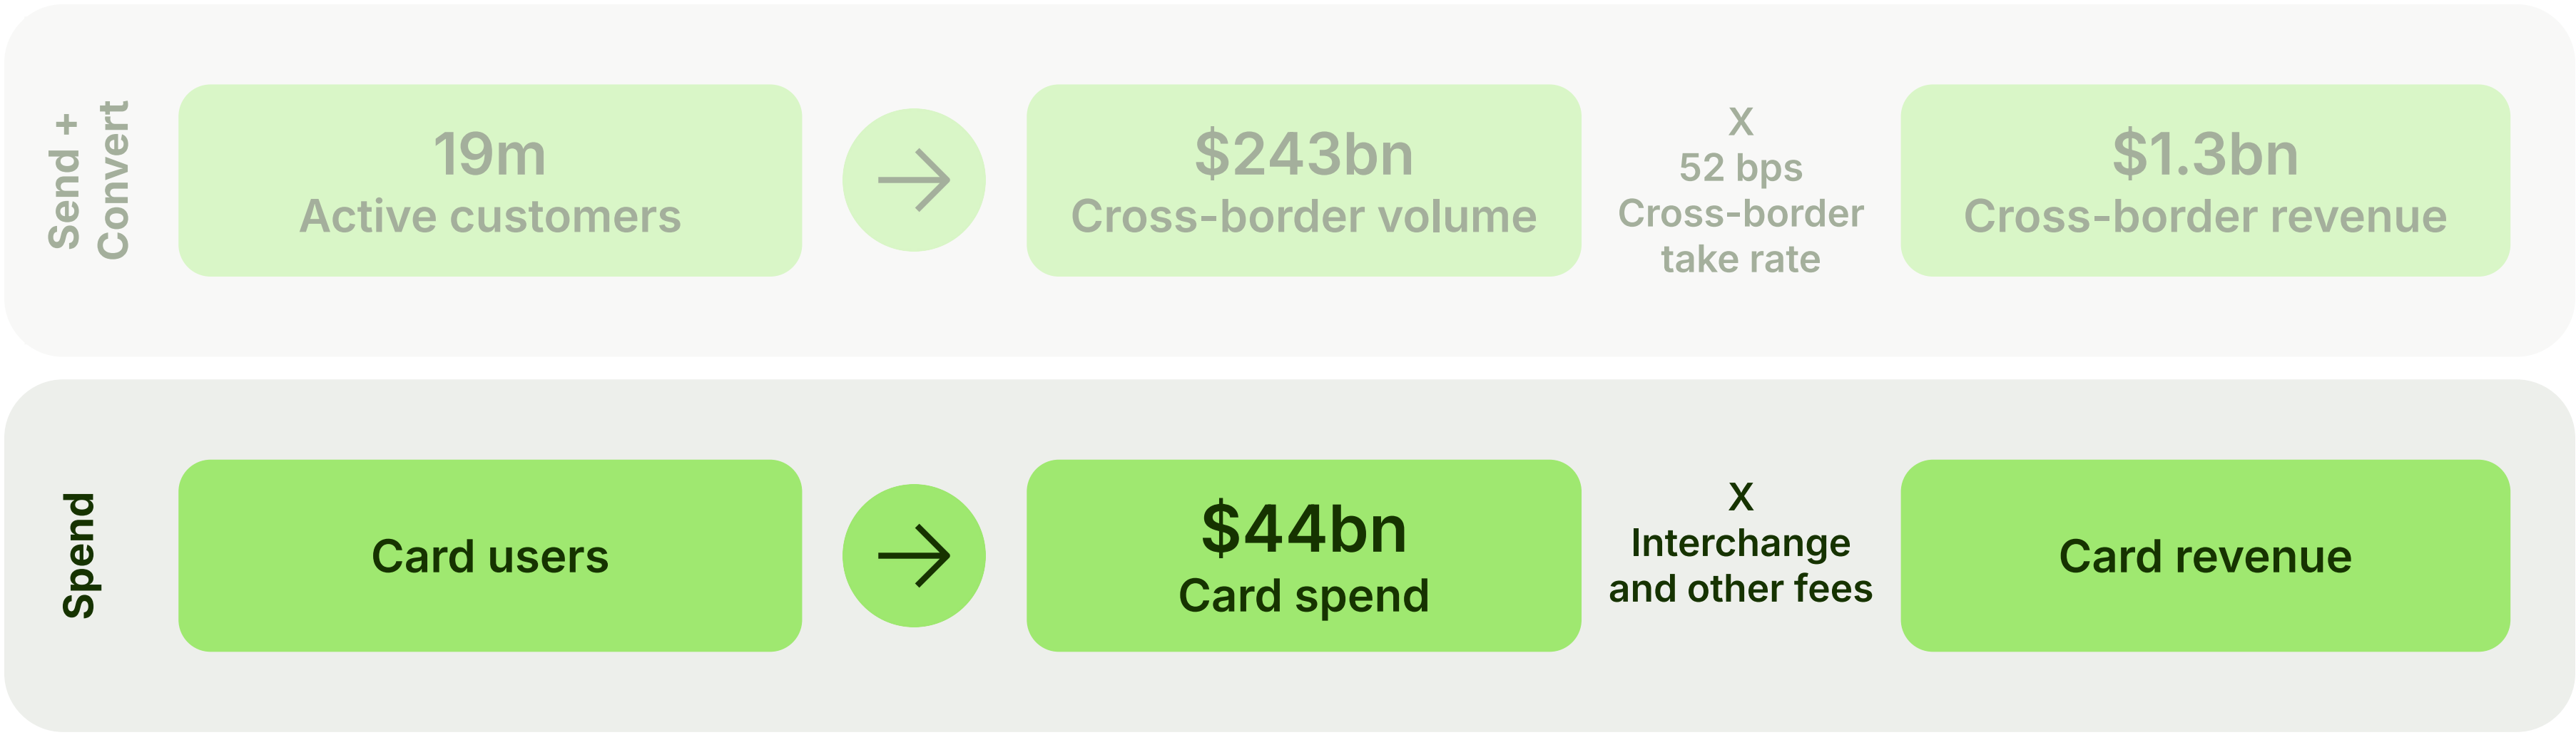 Send +
Convert
19m
Active customers
$243bn
Cross-border volume
X
52 bps
Cross-border
take rate
$1.3bn
Cross-border revenue
Spend
Card users
$44bn
Card spend
X
Interchange
and other fees
Card revenue